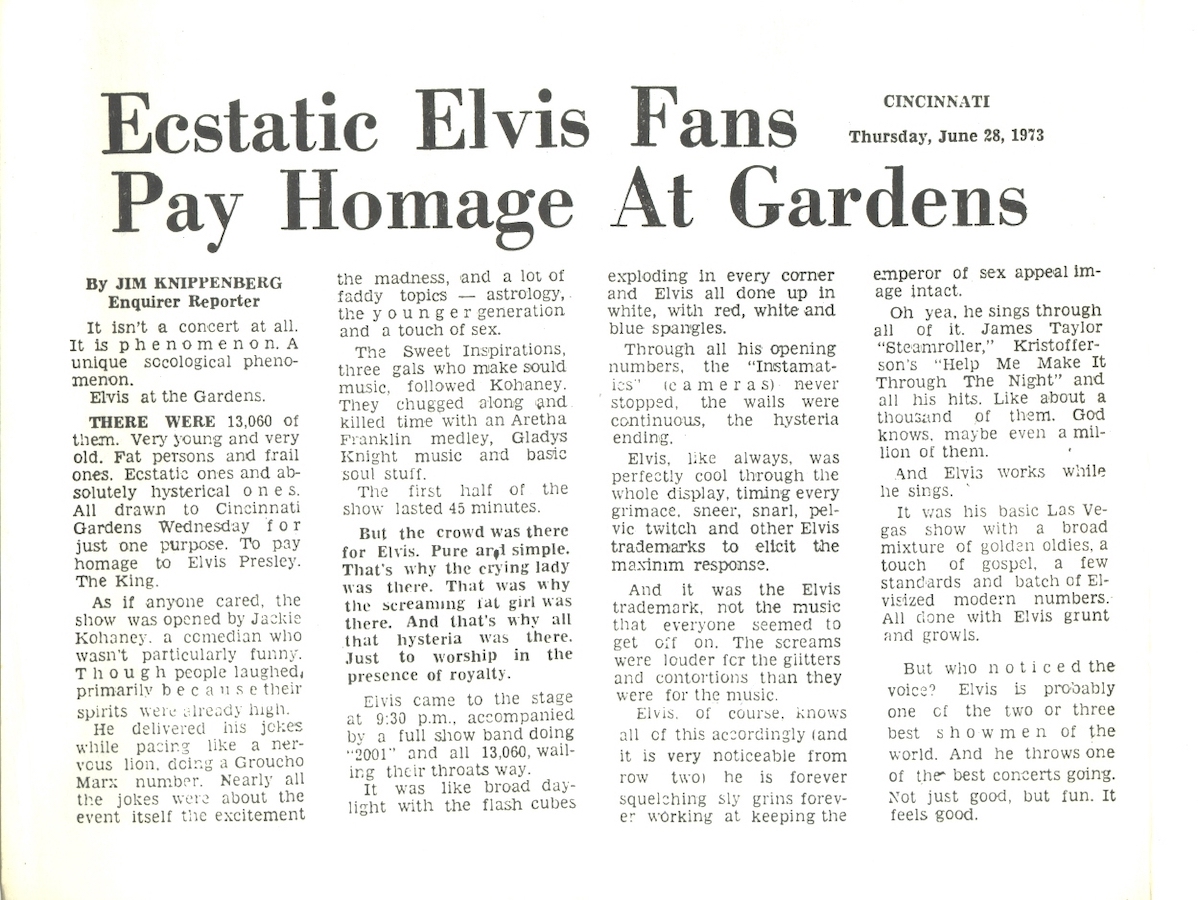 Ecstatic Elvis Fans
Pay Homage At Gardens
CINCINNATI
Thursday, June 28, 1973
By JIM KNIPPENBERG
Enquirer Reporter
It isn't a concert at all.
It is phenomenon. A
unique socological pheno-
menon.
Elvis at the Gardens.
THERE WERE 13,060 of
them. Very young and very
old. Fat persons and frail
ones. Ecstatic ones and ab-
solutely hysterical ones.
All drawn to Cincinnati
Gardens Wednesday for
just one purpose. To pay
homage to Elvis Presley.
The King.
As if anyone cared, the
show was opened by Jackie
Kohaney, a comedian who
wasn't particularly funny.
Though people laughed,
primarily because their
spirits were already high.
He delivered his jokes
while pacing like a ner-
vous lion, doing a Groucho
Marx number. Nearly all
the jokes were about the
event itself the excitement
the madness, and a lot of
faddy topics — astrology,
the younger generation
and a touch of sex.
The Sweet Inspirations,
three gals who make sould
music, followed Kohaney.
They chugged along and
killed time with an Aretha
Franklin medley, Gladys
Knight music and basic
soul stuff.
The first half of the
show lasted 45 minutes.
But the crowd was there
for Elvis. Pure and simple.
That's why the crying lady
was there. That was why
the screaming fat girl was
there. And that's why all
that hysteria was there.
Just to worship in the
presence of royalty.
Elvis came to the stage
at 9:30 p.m., accompanied
by a full show band doing
"2001" and all 13,060, wail-
ing their throats way.
It was like broad day-
light with the flash cubes
exploding in every corner
and Elvis all done up in
white, with red, white and
blue spangles.
Through all his opening
numbers, the "Instamat-
ics" (cameras) never
stopped, the wails were
continuous, the hysteria
ending.
Elvis, like always, was
perfectly cool through the
whole display, timing every
grimace, sneer, snarl, pel-
vic twitch and other Elvis
trademarks to elicit the
maximm response.
And it was the Elvis
trademark, not the music
that everyone seemed to
get off on. The screams
were louder for the glitters
and contortions than they
were for the music.
Elvis, of course, knows
all of this accordingly (and
it is very noticeable from
row two) he is forever
squelching sly grins forev-
er working at keeping the
emperor of sex appeal im-
age intact.
Oh yea, he sings through
all of it. James Taylor
"Steamroller," Kristoffer-
son's "Help Me Make It
Through The Night" and
all his hits. Like about a
thousand of them. God
knows, maybe even a mil-
lion of them.
And Elvis works while
he sings.
It was his basic Las Ve-
gas show with a broad
mixture of golden oldies, a
touch of gospel, a few
standards and batch of El-
visized modern numbers.
All done with Elvis grunt
and growls.
But who noticed the
voice? Elvis is probably
one of the two or three
best showmen of the
world. And he throws one
of the best concerts going.
Not just good, but fun. It
feels good.